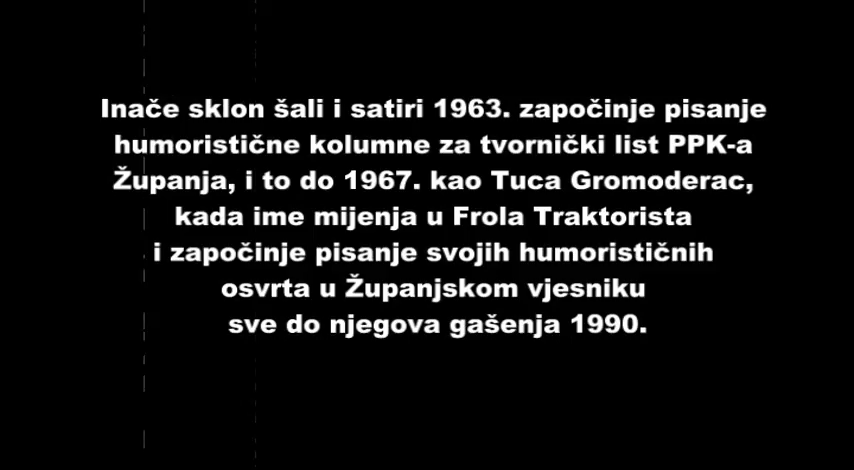 Inače sklon šali i satiri 1963. započinje pisanje
humoristične kolumne za tvornički list PPK-a
Županja, i to do 1967. kao Tuca Gromoderac,
kada ime mijenja u Frola Traktorista
i započinje pisanje svojih humorističnih
osvrta u Županjskom vjesniku
sve do njegova gašenja 1990.